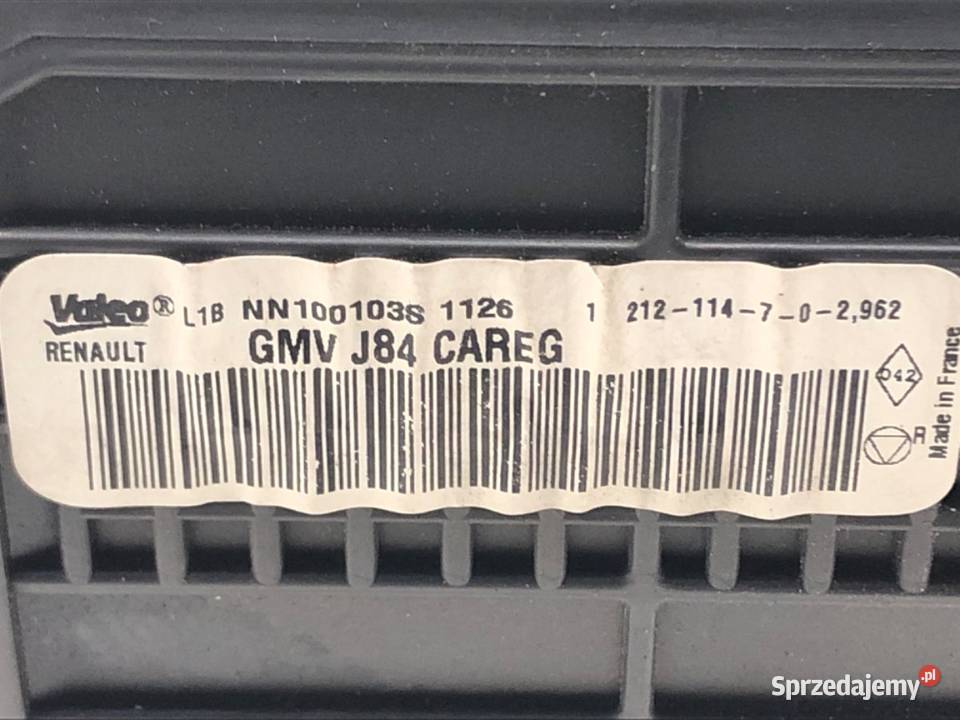 Valeo® L1B NN100103S 1126 1 212-114-7-0-2,962
RENAULT GMV J84 CAREG
042
R
Made in France
Sprzedajemy.pl